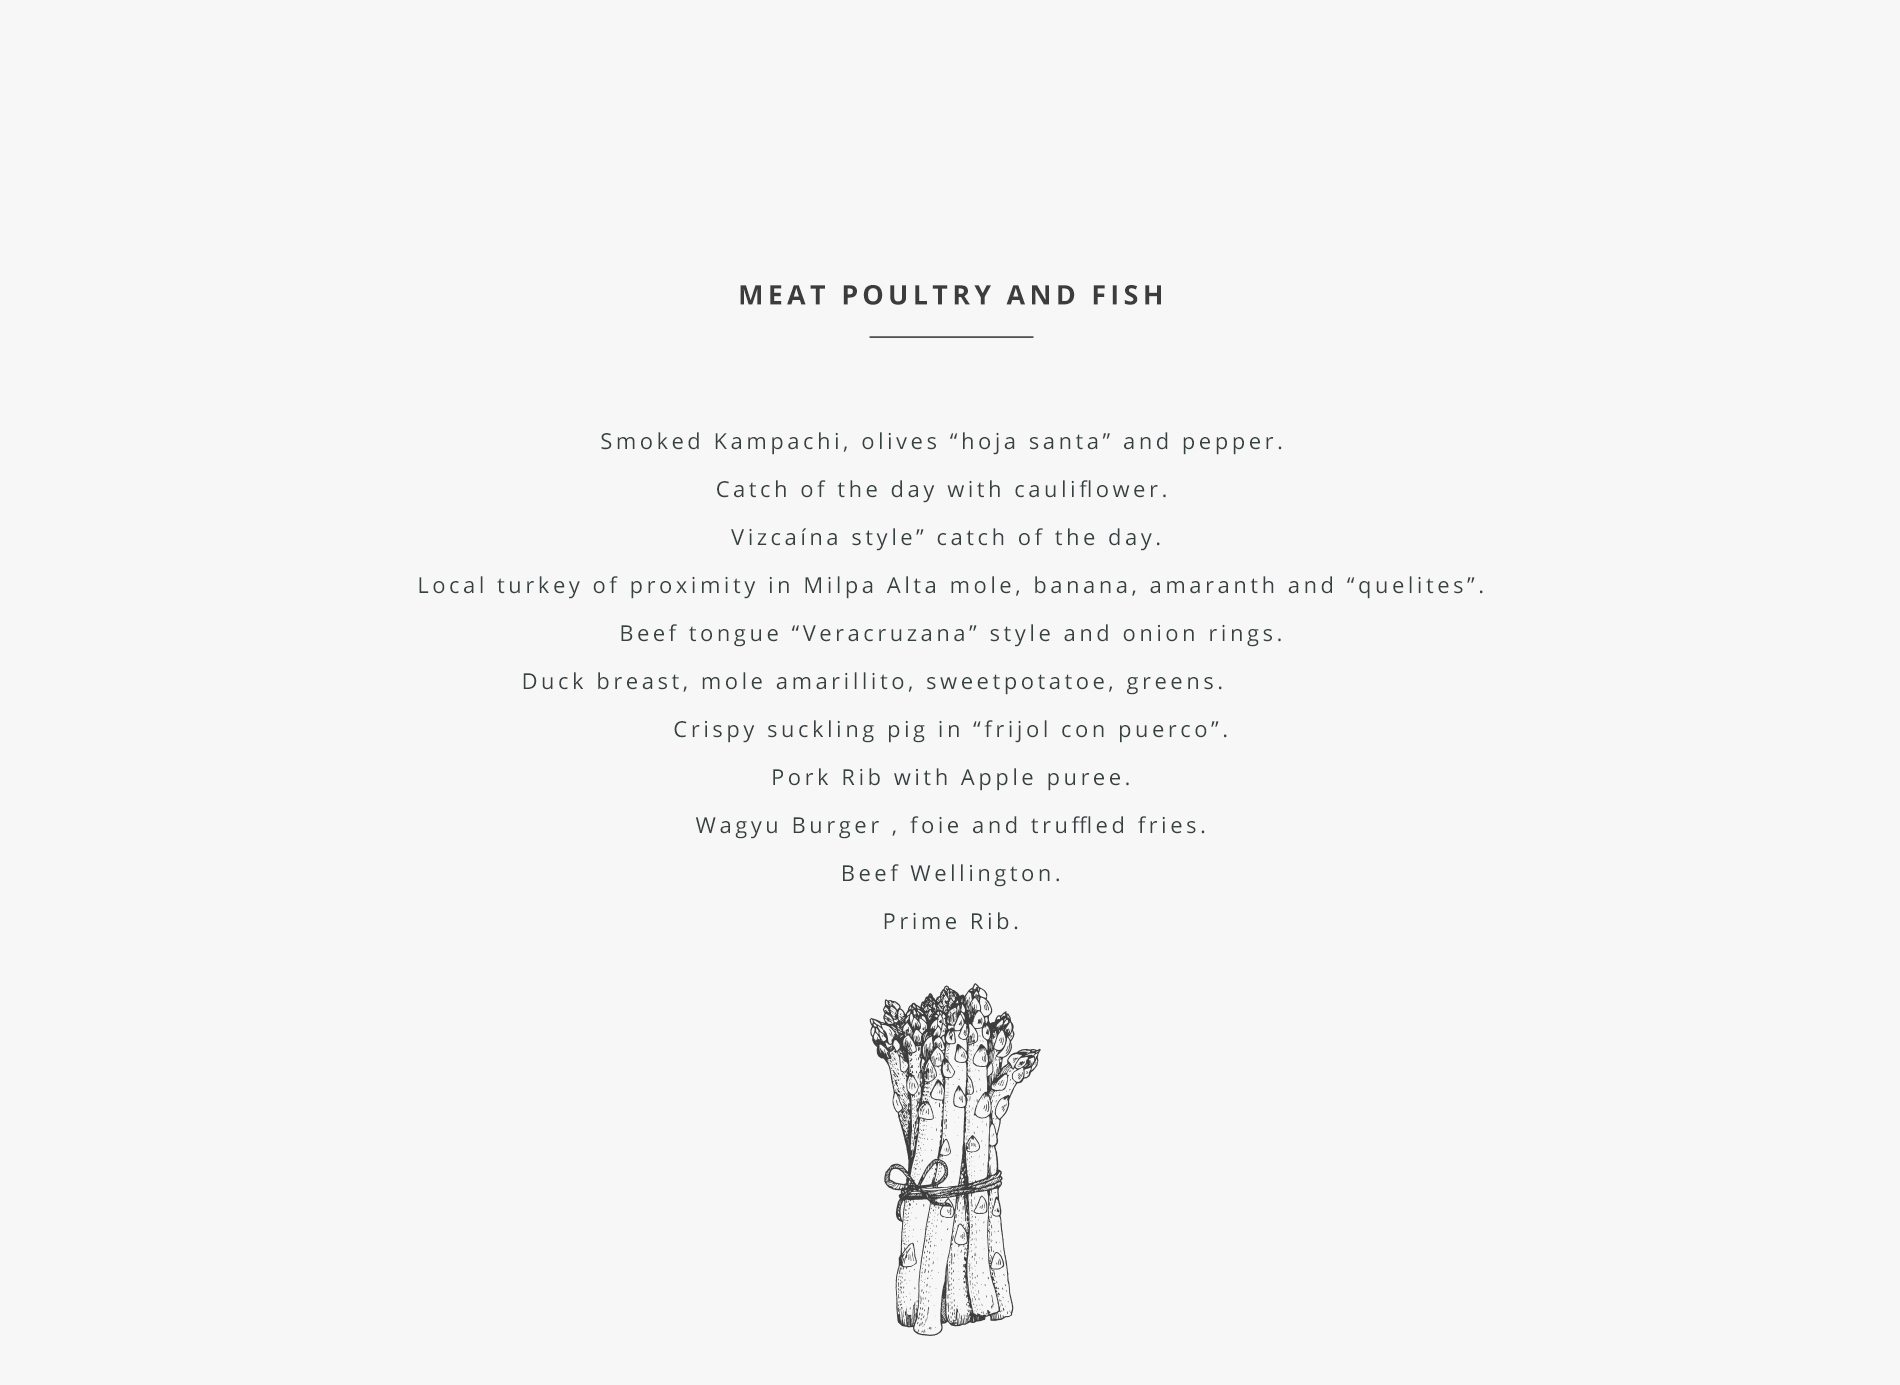 MEAT POULTRY AND FISH
Smoked Kampachi, olives “hoja santa” and pepper.
Catch of the day with cauliflower.
Vizcaína style” catch of the day.
Local turkey of proximity in Milpa Alta mole, banana, amaranth and “quelites”.
Beef tongue “Veracruzana” style and onion rings.
Duck breast, mole amarillito, sweetpotatoe, greens.
Crispy suckling pig in “frijol con puerco”.
Pork Rib with Apple puree.
Wagyu Burger , foie and truffled fries.
Beef Wellington.
Prime Rib.